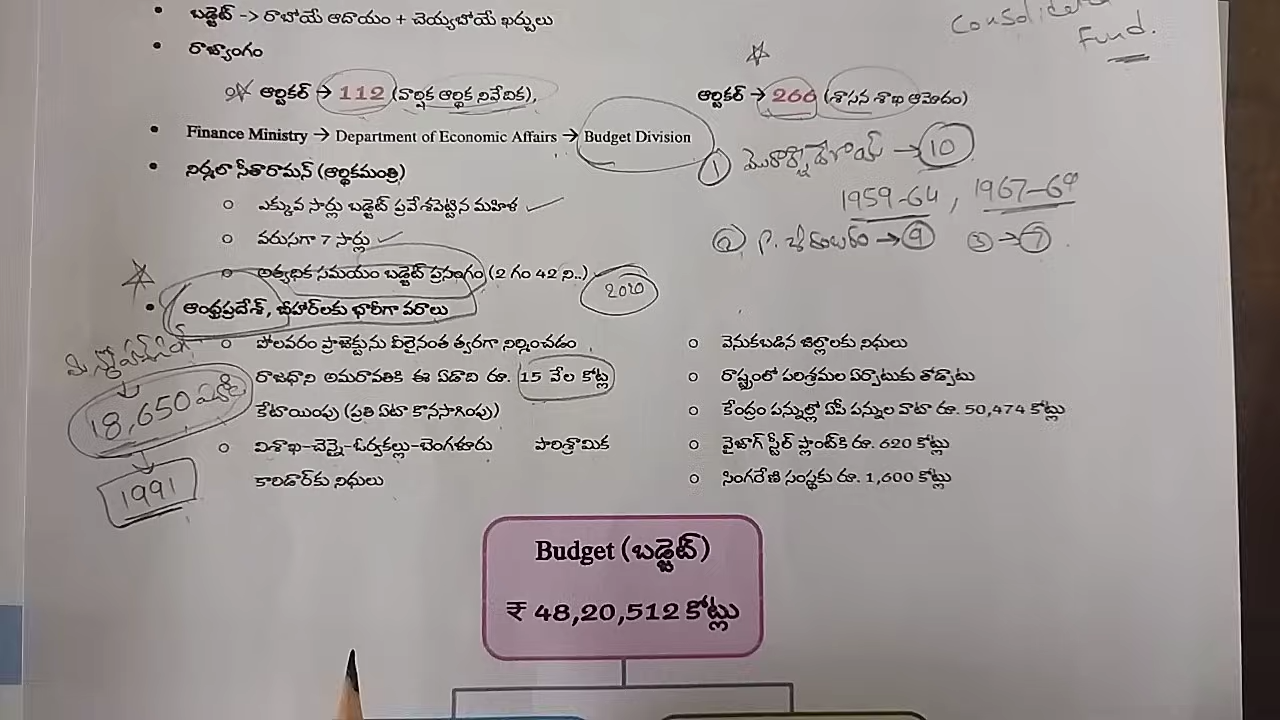 • బడ్జెట్ -> రాబోయే ఆదాయం + చెయ్యబోయే ఖర్చులు
Consolidated Fund.
• రాజ్యాంగం
ఆర్టికల్ → 112 (వార్షిక ఆర్థిక నివేదిక),
ఆర్టికల్ → 266 (శాసన శాఖ ఆమోదం)
• Finance Ministry → Department of Economic Affairs → Budget Division
① మొరార్జీ దేశాయ్ → 10
1959-64, 1967-69
② P. చిదంబరం → 9 ③ → 7
• నిర్మలా సీతారామన్ (ఆర్థికమంత్రి)
○ ఎక్కువ సార్లు బడ్జెట్ ప్రవేశపెట్టిన మహిళ
○ వరుసగా 7 సార్లు
○ అత్యధిక సమయం బడ్జెట్ ప్రసంగం (2 గం 42 ని..)
2020
• ఆంధ్రప్రదేశ్, బీహార్‌లకు భారీగా వరాలు
○ పోలవరం ప్రాజెక్టును వీలైనంత త్వరగా నిర్మించడం
○ రాజధాని అమరావతికి ఈ ఏడాది రూ. 15 వేల కోట్ల
కేటాయింపు (ప్రతి ఏటా కొనసాగింపు)
○ విశాఖ-చెన్నై-ఓర్వకల్లు-బెంగళూరు పారిశ్రామిక
కారిడార్‌కు నిధులు
18,650
1991
○ వెనుకబడిన జిల్లాలకు నిధులు
○ రాష్ట్రంలో పరిశ్రమల ఏర్పాటుకు తోడ్పాటు
○ కేంద్రం పన్నుల్లో ఏపీ పన్నుల వాటా రూ. 50,474 కోట్లు
○ వైజాగ్ స్టీల్ ప్లాంట్‌కి రూ. 620 కోట్లు
○ సింగరేణి సంస్థకు రూ. 1,600 కోట్లు
Budget (బడ్జెట్)
₹ 48,20,512 కోట్లు